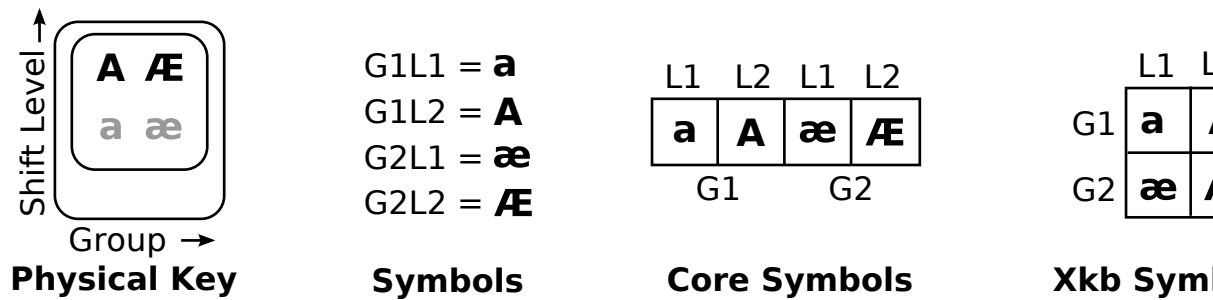 Shift Level
A Æ
a æ
Group
Physical Key
G1L1 = a
G1L2 = A
G2L1 = æ
G2L2 = Æ
Symbols
L1 L2 L1 L2
a A æ Æ
G1 G2
Core Symbols
L1
G1 a
G2 æ
Xkb